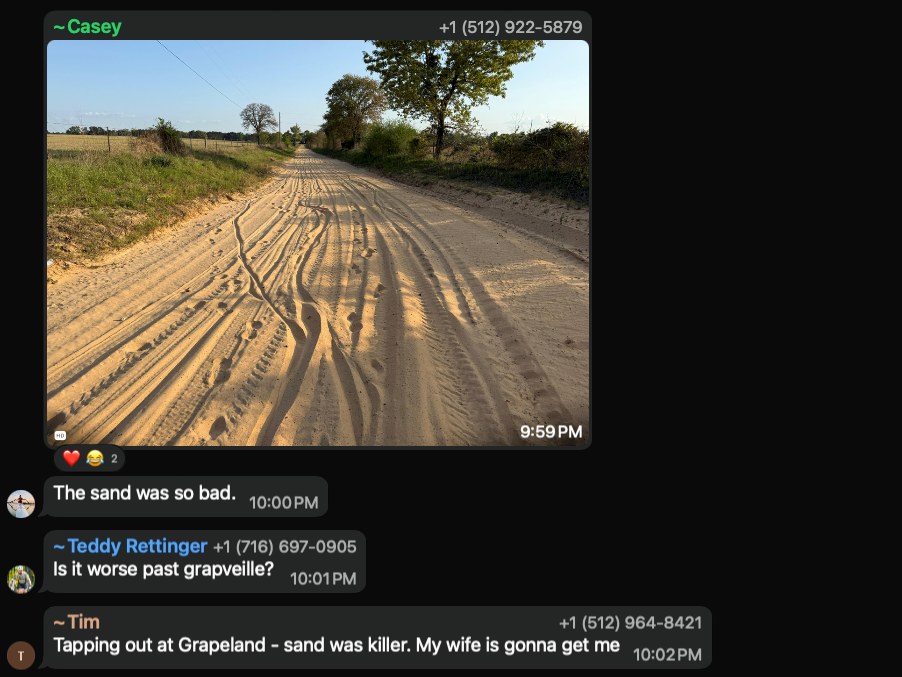 ~Casey +1 (512) 922-5879
HD
9:59 PM
2
The sand was so bad. 10:00 PM
~Teddy Rettinger +1 (716) 697-0905
Is it worse past grapveille? 10:01 PM
T
~Tim +1 (512) 964-8421
Tapping out at Grapeland - sand was killer. My wife is gonna get me 10:02 PM